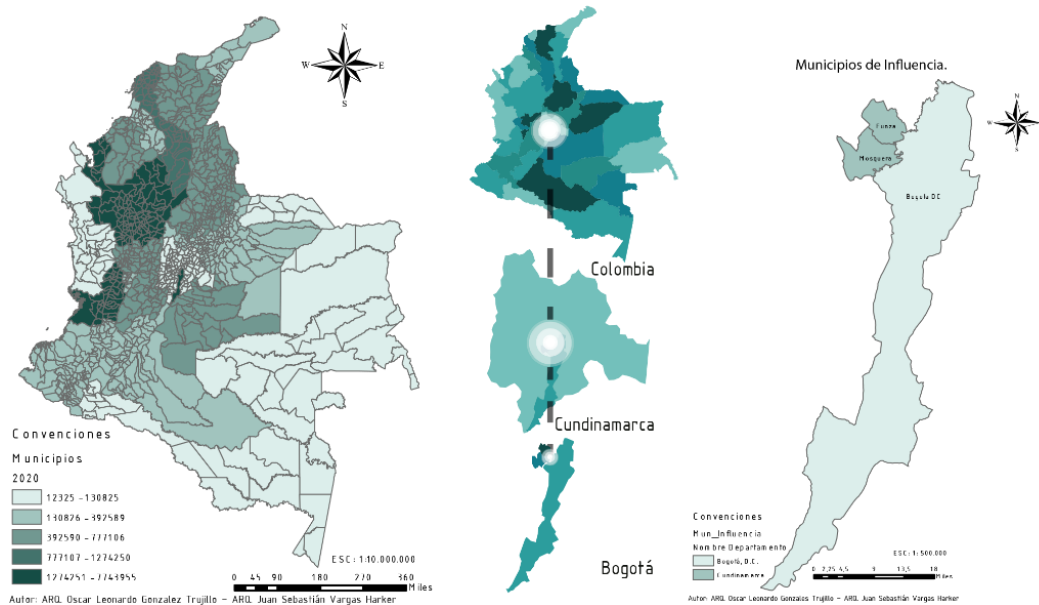 N
W E
S
Convenciones
Municipios
2020
12325 - 130825
130826 - 392589
392590 - 777106
777107 - 1274250
1274251 - 7743955
ESC: 1:10.000.000
0 45 90 180 270 360
Miles
Autor: ARQ. Oscar Leonardo Gonzalez Trujillo - ARQ. Juan Sebastián Vargas Harker
Colombia
Cundinamarca
Bogotá
Municipios de Influencia.
N
W E
S
Funza
Mosquera
Bogota D.C.
Convenciones
Mun_Influencia
Nombre Departamento
Bogotá, D.C.
Cundinamarca
ESC: 1:500.000
0 2,25 4,5 9 13,5 18
Miles
Autor: ARQ. Oscar Leonardo Gonzales Trujillo - ARQ. Juan Sebastián Vargas Harker